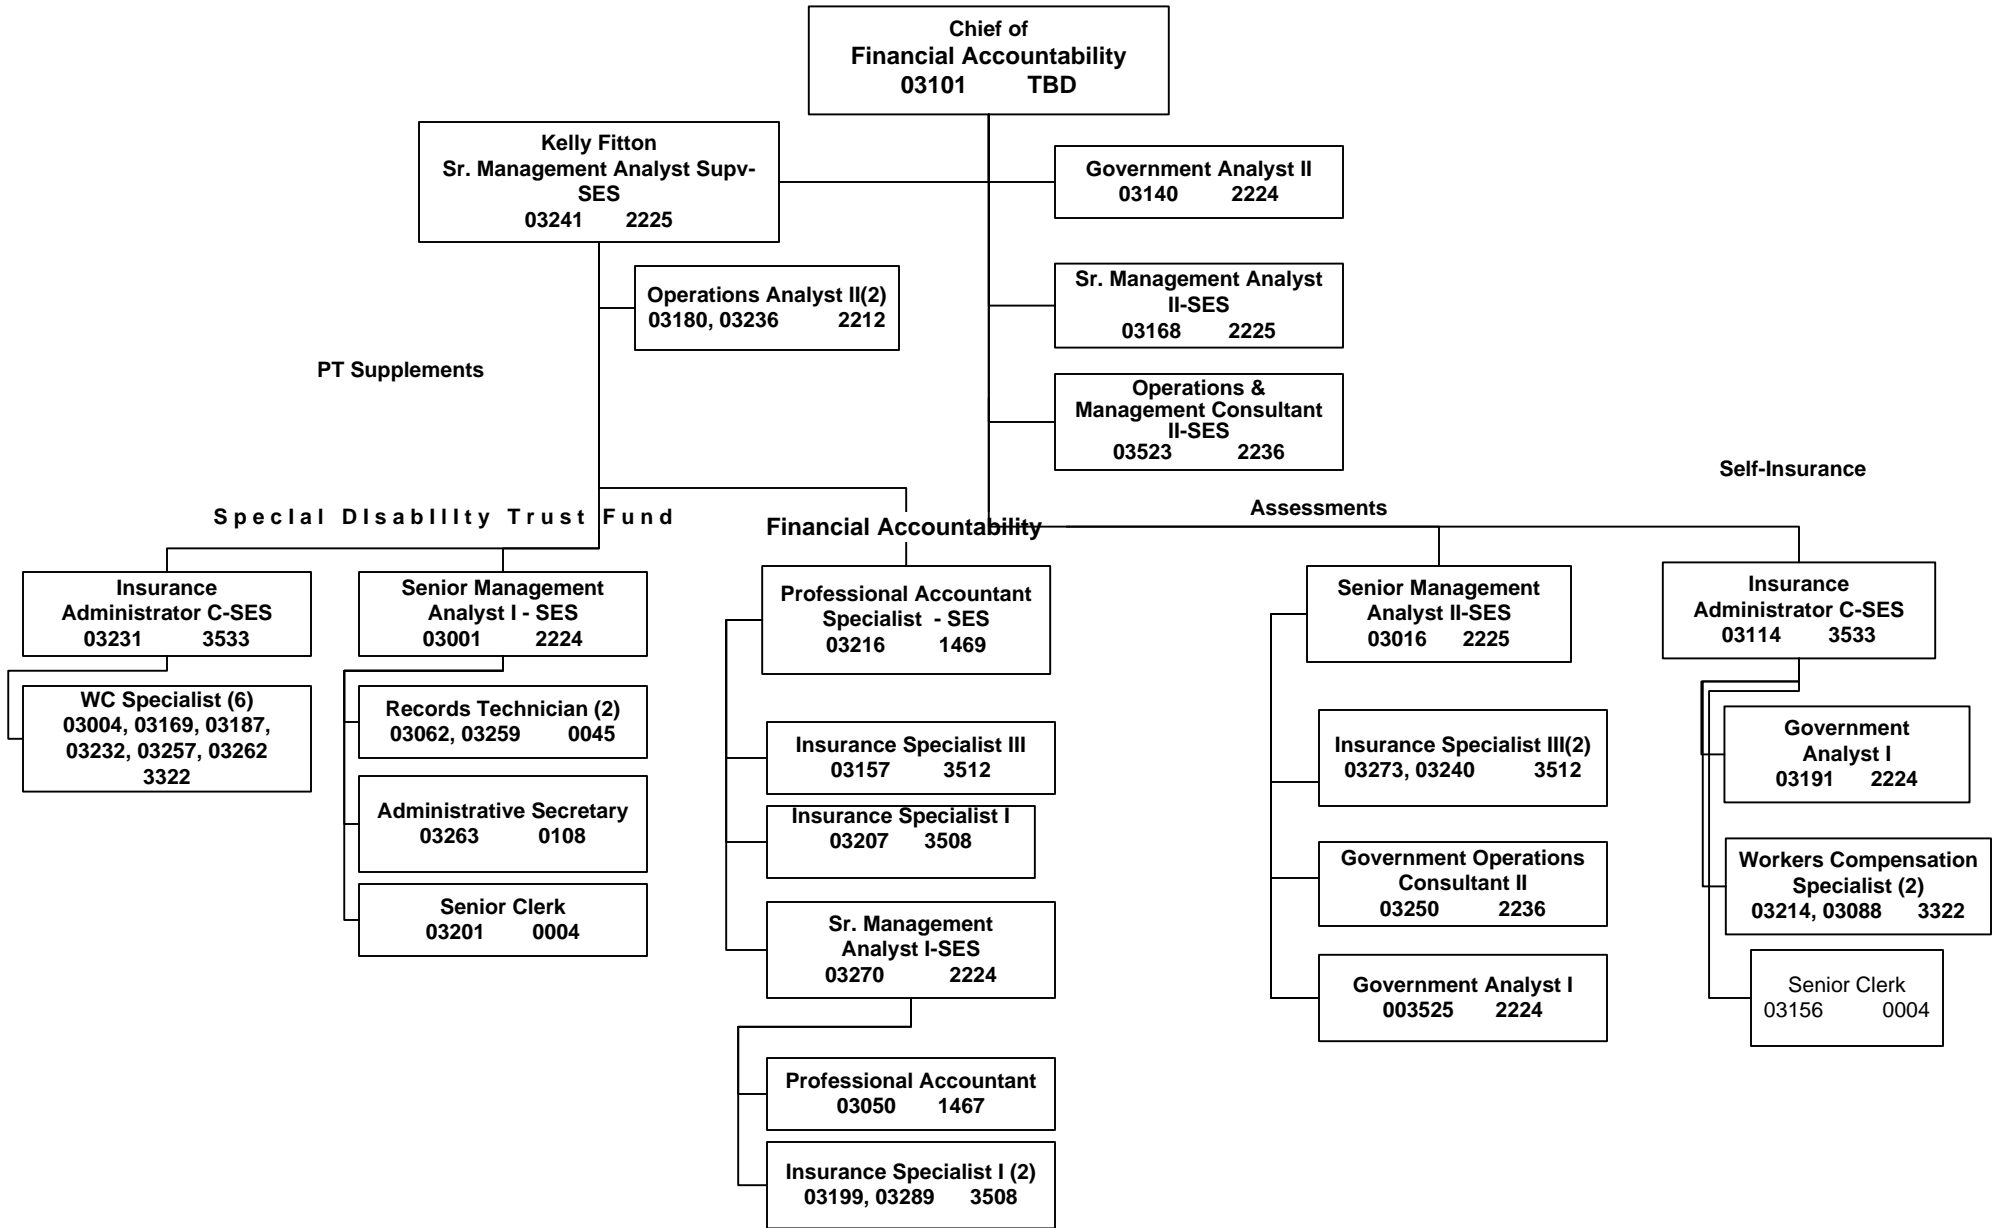 Chief of
Financial Accountability
03101 TBD
Kelly Fitton
Sr. Management Analyst Supv-
SES
03241 2225
Government Analyst II
03140 2224
Operations Analyst II(2)
03180, 03236 2212
Sr. Management Analyst
II-SES
03168 2225
PT Supplements
Operations &
Management Consultant
II-SES
03523 2236
Self-Insurance
Special DIsabIlIty Trust Fund
Financial Accountability
Assessments
Insurance
Administrator C-SES
03231 3533
WC Specialist (6)
03004, 03169, 03187,
03232, 03257, 03262
3322
Senior Management
Analyst I - SES
03001 2224
Records Technician (2)
03062, 03259 0045
Administrative Secretary
03263 0108
Senior Clerk
03201 0004
Professional Accountant
Specialist - SES
03216 1469
Insurance Specialist III
03157 3512
Insurance Specialist I
03207 3508
Sr. Management
Analyst I-SES
03270 2224
Professional Accountant
03050 1467
Insurance Specialist I (2)
03199, 03289 3508
Senior Management
Analyst II-SES
03016 2225
Insurance Specialist III(2)
03273, 03240 3512
Government Operations
Consultant II
03250 2236
Government Analyst I
003525 2224
Insurance
Administrator C-SES
03114 3533
Government
Analyst I
03191 2224
Workers Compensation
Specialist (2)
03214, 03088 3322
Senior Clerk
03156 0004